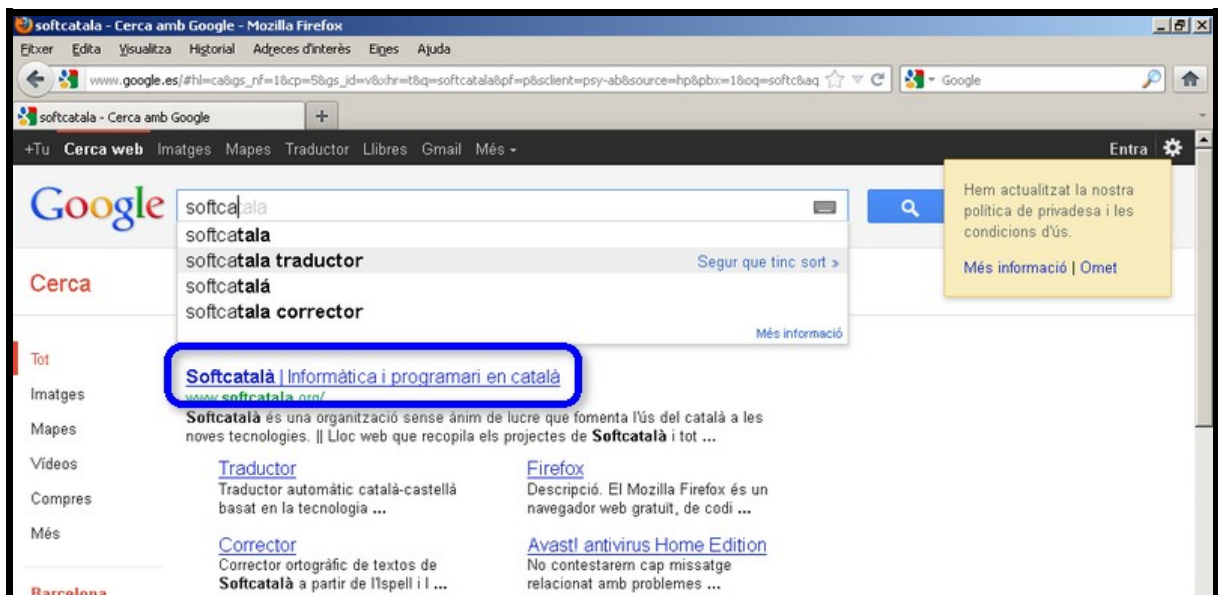 softcatala - Cerca amb Google - Mozilla Firefox
Fitxer Edita Visualitza Historial Adreces d'interès Eines Ajuda
www.google.es/#hl=ca&gs_nf=1&cp=5&gs_id=v&xhr=t&q=softcatala&pf=p&sclient=psy-ab&source=hp&pbx=1&oq=softc&aq
Google
softcatala - Cerca amb Google
+Tu Cerca web Imatges Mapes Traductor Llibres Gmail Més
Entra
Google
softcatala
softcatala
softcatala traductor
Segur que tinc sort »
softcatalá
softcatala corrector
Més informació
Hem actualitzat la nostra
política de privadesa i les
condicions d'ús.
Més informació | Omet
Cerca
Tot
Imatges
Mapes
Vídeos
Compres
Més
Barcelona
Softcatalà | Informàtica i programari en català
www.softcatala.org/
Softcatalà és una organització sense ànim de lucre que fomenta l'ús del català a les
noves tecnologies. || Lloc web que recopila els projectes de Softcatalà i tot ...
Traductor
Traductor automàtic català-castellà
basat en la tecnologia ...
Firefox
Descripció. El Mozilla Firefox és un
navegador web gratuït, de codi ...
Corrector
Corrector ortogràfic de textos de
Softcatalà a partir de l'Ispell i l ...
Avast! antivirus Home Edition
No contestarem cap missatge
relacionat amb problemes ...